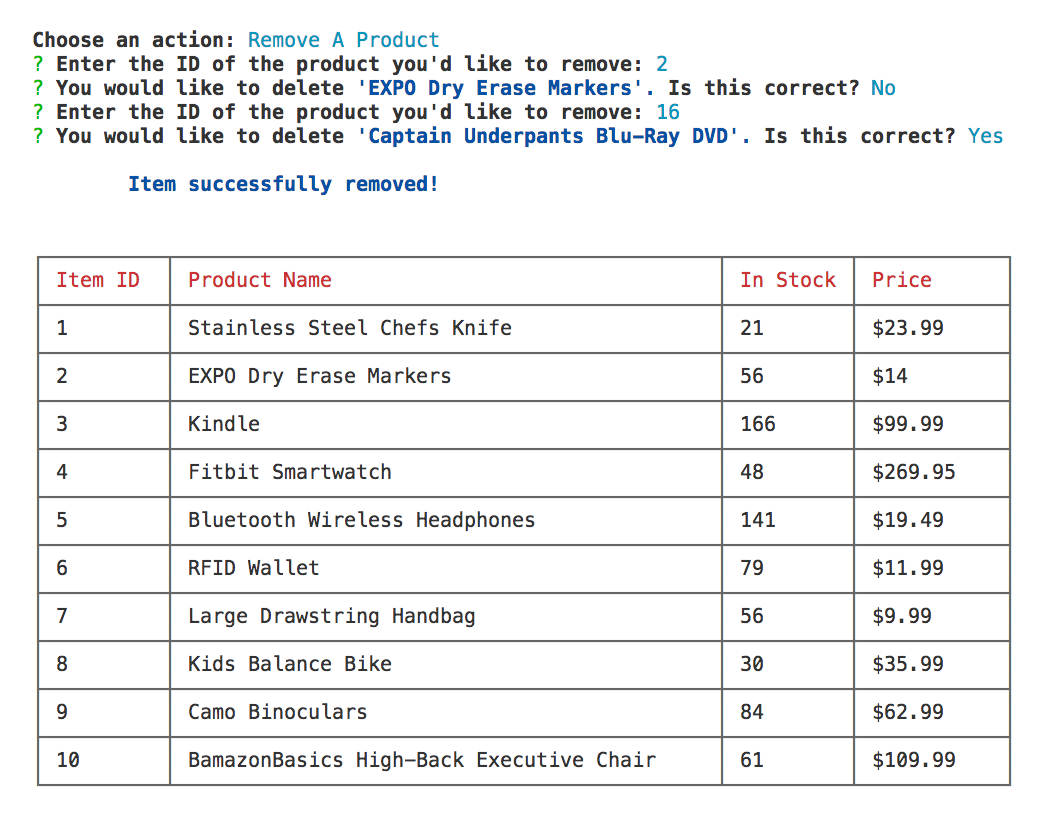 Choose an action: Remove A Product
? Enter the ID of the product you'd like to remove: 2
? You would like to delete 'EXPO Dry Erase Markers'. Is this correct? No
? Enter the ID of the product you'd like to remove: 16
? You would like to delete 'Captain Underpants Blu-Ray DVD'. Is this correct? Yes
Item successfully removed!
Item ID Product Name In Stock Price
1 Stainless Steel Chefs Knife 21 $23.99
2 EXPO Dry Erase Markers 56 $14
3 Kindle 166 $99.99
4 Fitbit Smartwatch 48 $269.95
5 Bluetooth Wireless Headphones 141 $19.49
6 RFID Wallet 79 $11.99
7 Large Drawstring Handbag 56 $9.99
8 Kids Balance Bike 30 $35.99
9 Camo Binoculars 84 $62.99
10 BamazonBasics High-Back Executive Chair 61 $109.99